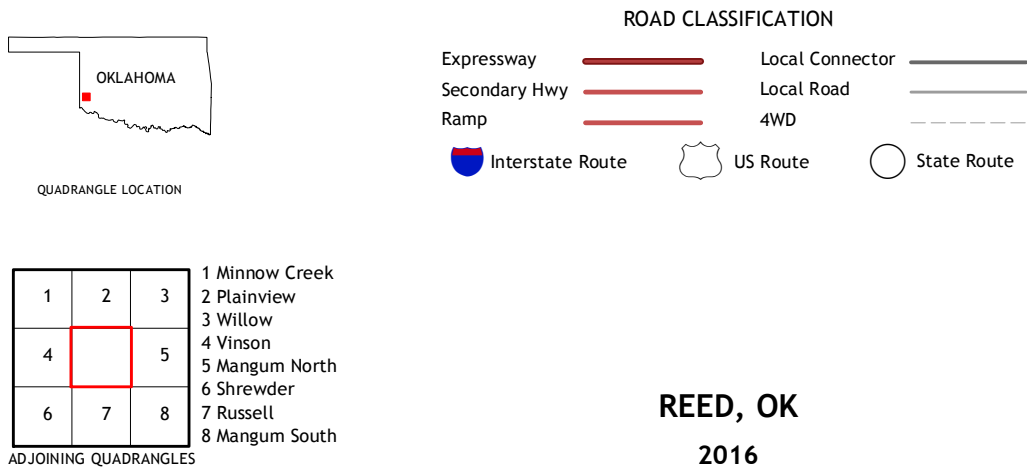 OKLAHOMA
QUADRANGLE LOCATION
ROAD CLASSIFICATION
Expressway
Local Connector
Secondary Hwy
Local Road
Ramp
4WD
Interstate Route
US Route
State Route
1
2
3
4
5
6
7
8
1 Minnow Creek
2 Plainview
3 Willow
4 Vinson
5 Mangum North
6 Shrewder
7 Russell
8 Mangum South
ADJOINING QUADRANGLES
REED, OK
2016